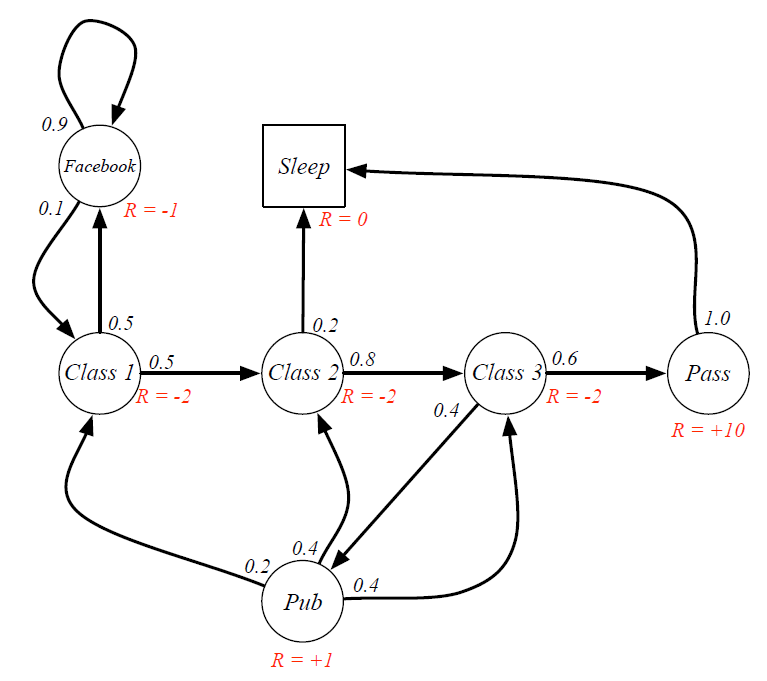 0.9
Facebook
Sleep
0.1
R = -1
R = 0
0.5
0.2
1.0
Class 1
0.5
Class 2
0.8
Class 3
0.6
Pass
R = -2
R = -2
R = -2
0.4
R = +10
0.4
0.2
0.4
Pub
R = +1